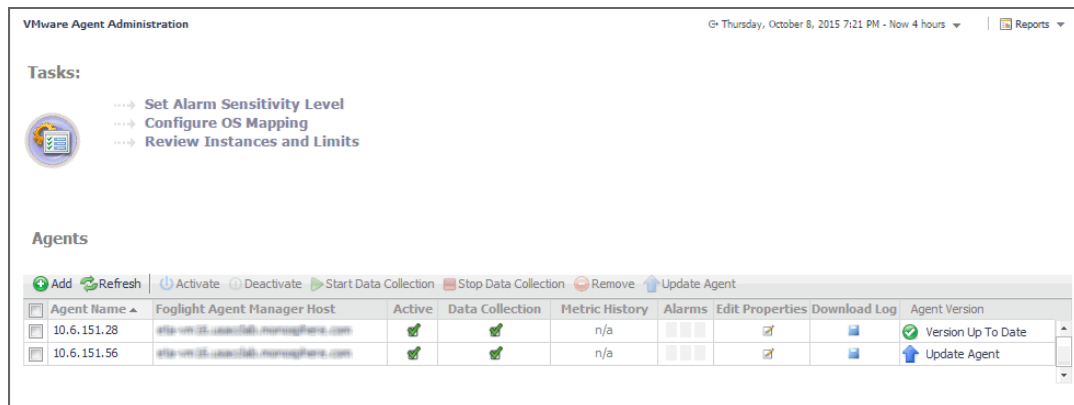 VMware Agent Administration
Thursday, October 8, 2015 7:21 PM - Now 4 hours
Reports
Tasks:
Set Alarm Sensitivity Level
Configure OS Mapping
Review Instances and Limits
Agents
Add Refresh Activate Deactivate Start Data Collection Stop Data Collection Remove Update Agent
Agent Name Foglight Agent Manager Host Active Data Collection Metric History Alarms Edit Properties Download Log Agent Version
10.6.151.28 n/a Version Up To Date
10.6.151.56 n/a Update Agent